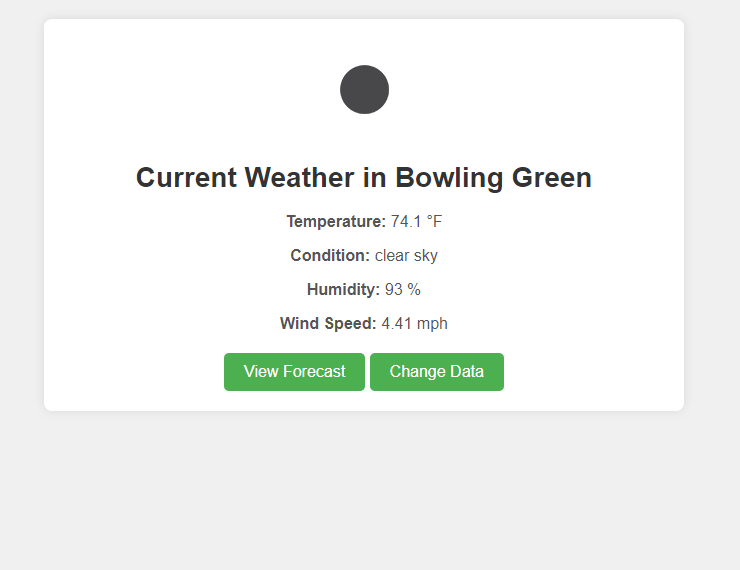 Current Weather in Bowling Green
Temperature: 74.1 °F
Condition: clear sky
Humidity: 93 %
Wind Speed: 4.41 mph
View Forecast Change Data